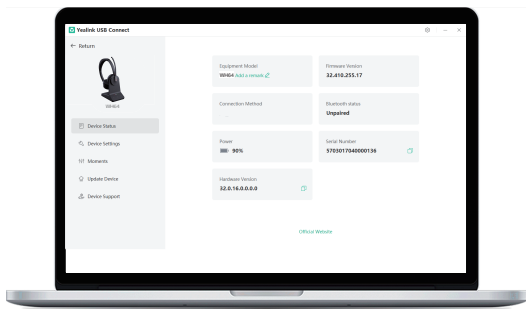 Yealink USB Connect
Return
WH64
Device Status
Device Settings
Moments
Update Device
Device Support
Equipment Model
WH64 Add a remark
Firmware Version
32.410.255.17
Connection Method
Bluetooth status
Unpaired
Power
90%
Serial Number
5703017040000136
Hardware Version
32.0.16.0.0.0.0
Official Website